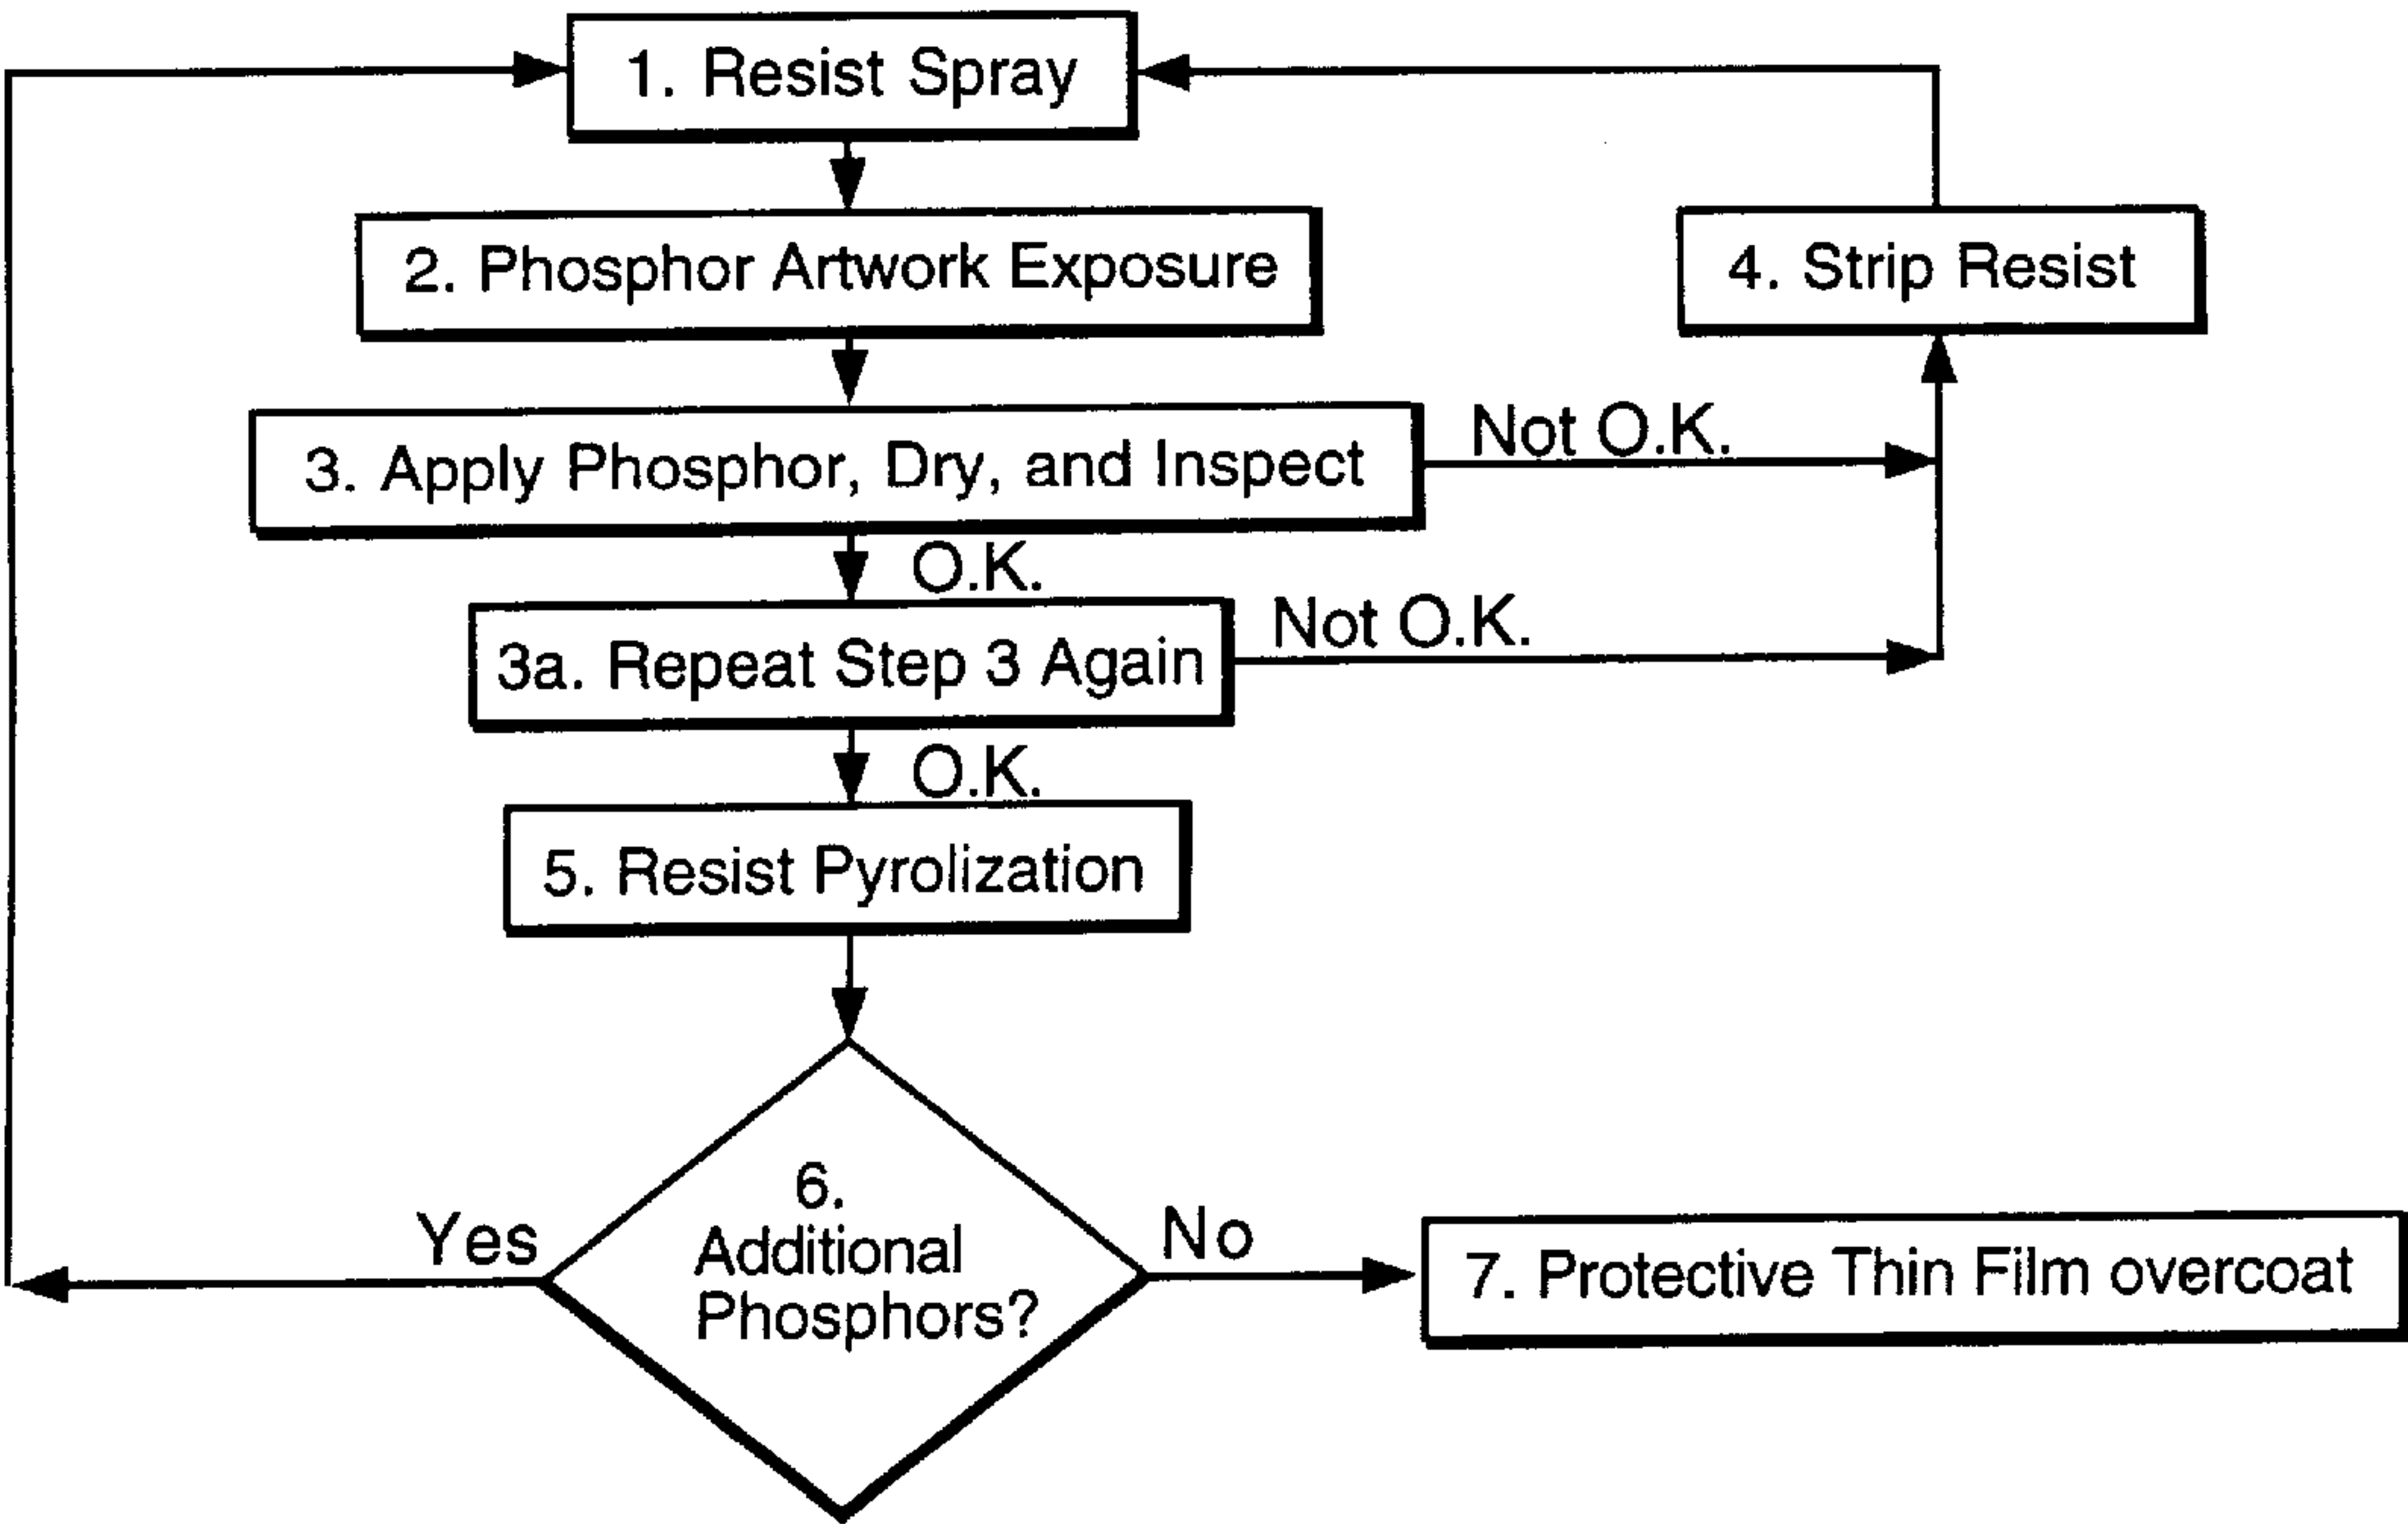 1. Resist Spray
2. Phosphor Artwork Exposure
4. Strip Resist
3. Apply Phosphor, Dry, and Inspect
Not O.K.
O.K.
3a. Repeat Step 3 Again
Not O.K.
O.K.
5. Resist Pyrolization
6.
Additional
Phosphors?
Yes
No
7. Protective Thin Film overcoat